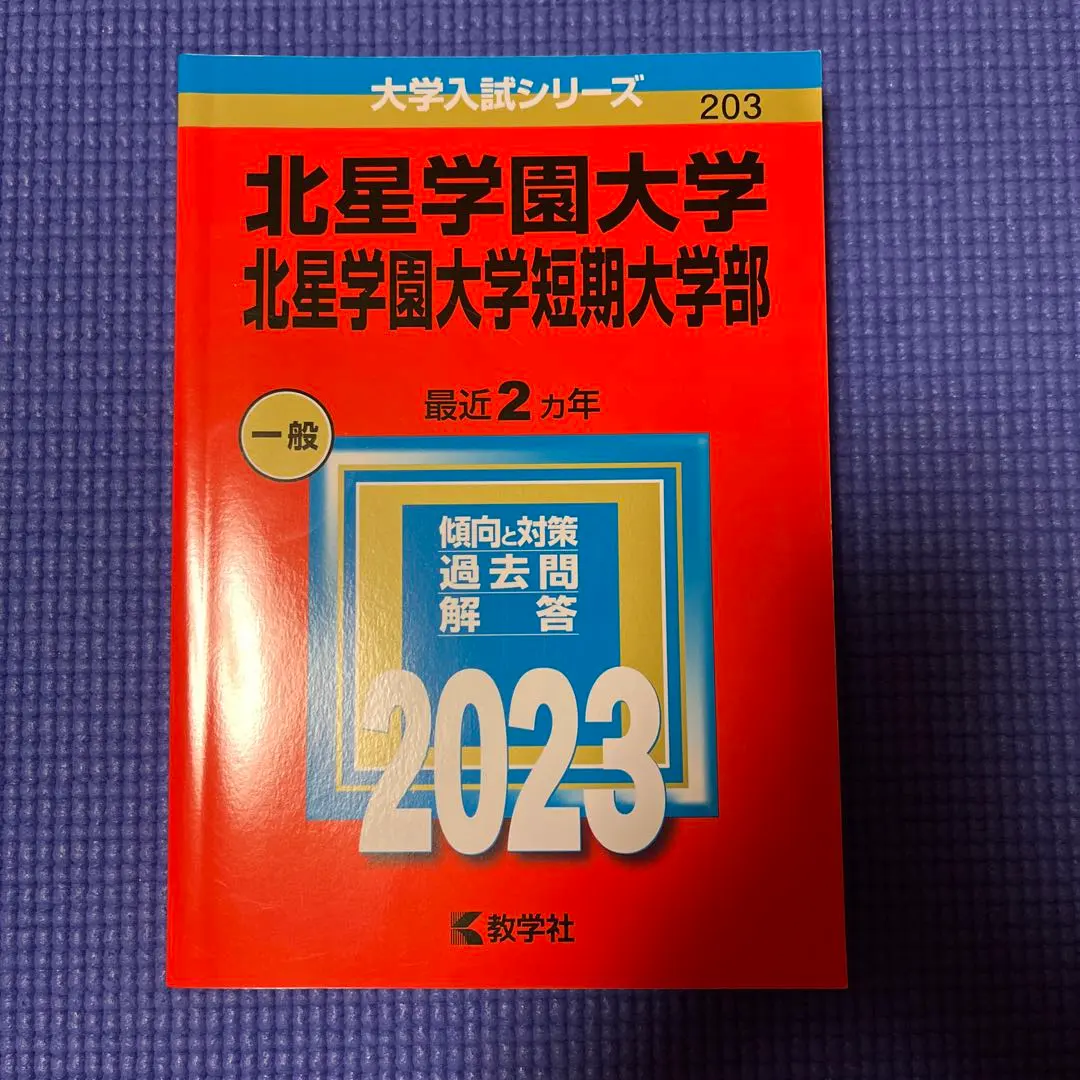 大学入試シリーズ
203
北星学園大学
北星学園大学短期大学部
最近2カ年
一般
傾向と対策
過去問
解答
2023
教学社